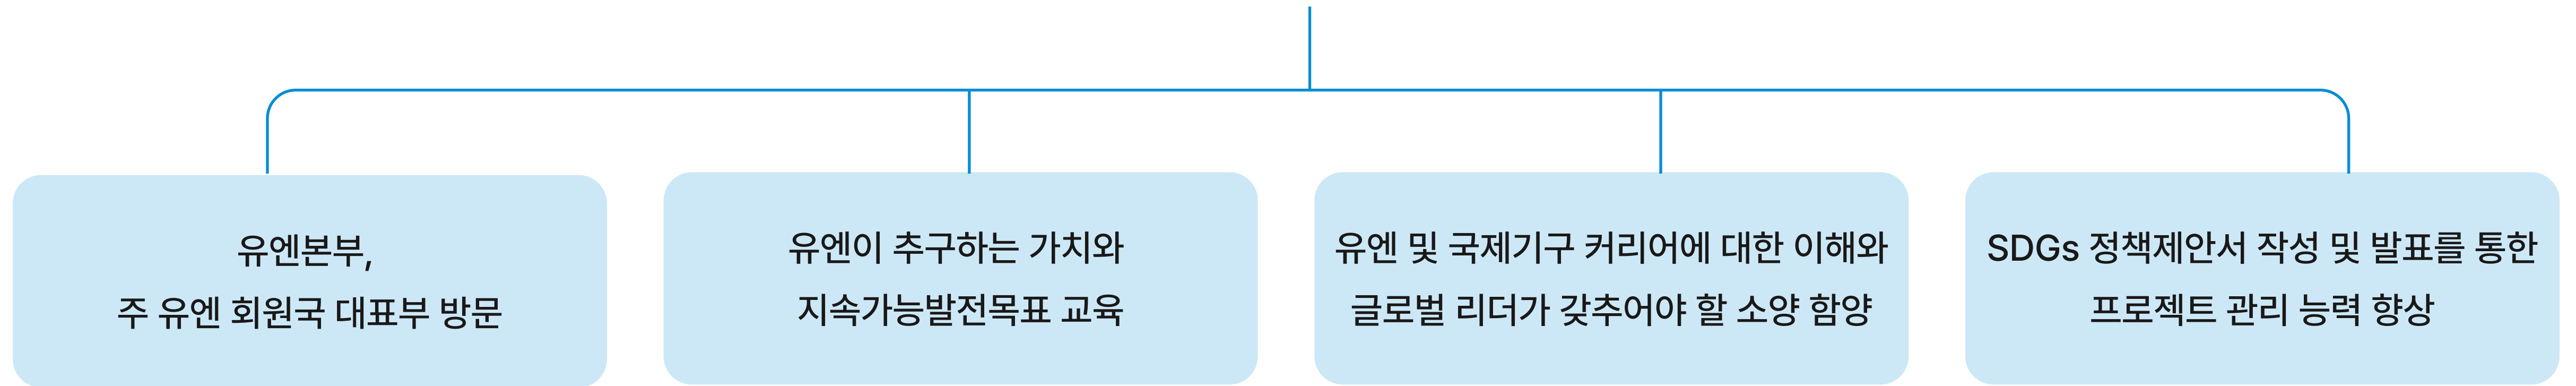 유엔본부,
주 유엔 회원국 대표부 방문
유엔이 추구하는 가치와
지속가능발전목표 교육
유엔 및 국제기구 커리어에 대한 이해와
글로벌 리더가 갖추어야 할 소양 함양
SDGs 정책제안서 작성 및 발표를 통한
프로젝트 관리 능력 향상